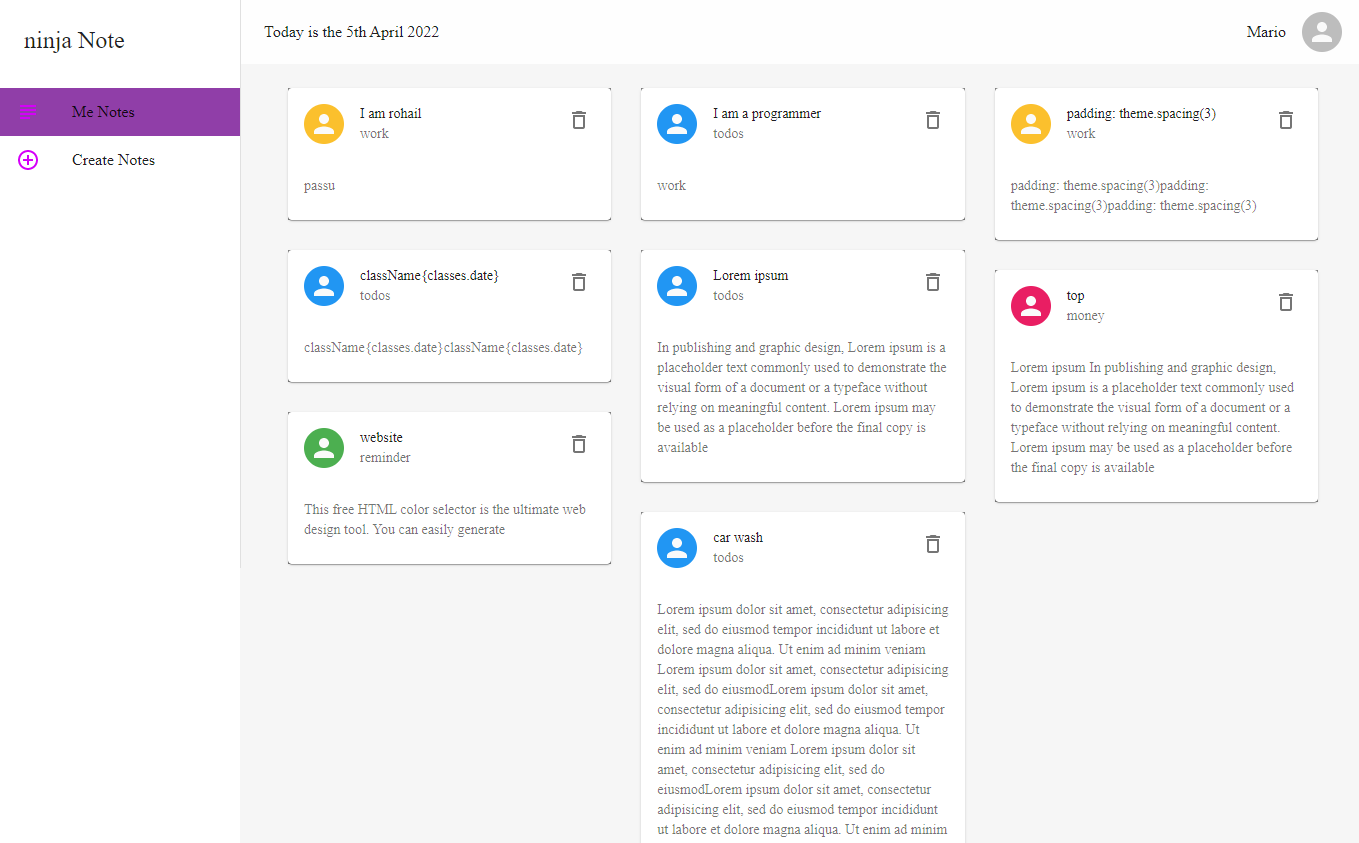 ninja Note
Me Notes
Create Notes
Today is the 5th April 2022
Mario
I am rohail
work
passu
className{classes.date}
todos
className{classes.date}className{classes.date}
website
reminder
This free HTML color selector is the ultimate web
design tool. You can easily generate
I am a programmer
todos
work
Lorem ipsum
todos
In publishing and graphic design, Lorem ipsum is a
placeholder text commonly used to demonstrate the
visual form of a document or a typeface without
relying on meaningful content. Lorem ipsum may
be used as a placeholder before the final copy is
available
car wash
todos
Lorem ipsum dolor sit amet, consectetur adipisicing
elit, sed do eiusmod tempor incididunt ut labore et
dolore magna aliqua. Ut enim ad minim veniam
Lorem ipsum dolor sit amet, consectetur adipisicing
elit, sed do eiusmodLorem ipsum dolor sit amet,
consectetur adipisicing elit, sed do eiusmod tempor
incididunt ut labore et dolore magna aliqua. Ut
enim ad minim veniam Lorem ipsum dolor sit
amet, consectetur adipisicing elit, sed do
eiusmodLorem ipsum dolor sit amet, consectetur
adipisicing elit, sed do eiusmod tempor incididunt
ut labore et dolore magna aliqua. Ut enim ad minim
padding: theme.spacing(3)
work
padding: theme.spacing(3)padding:
theme.spacing(3)padding: theme.spacing(3)
top
money
Lorem ipsum In publishing and graphic design,
Lorem ipsum is a placeholder text commonly used
to demonstrate the visual form of a document or a
typeface without relying on meaningful content.
Lorem ipsum may be used as a placeholder before
the final copy is available